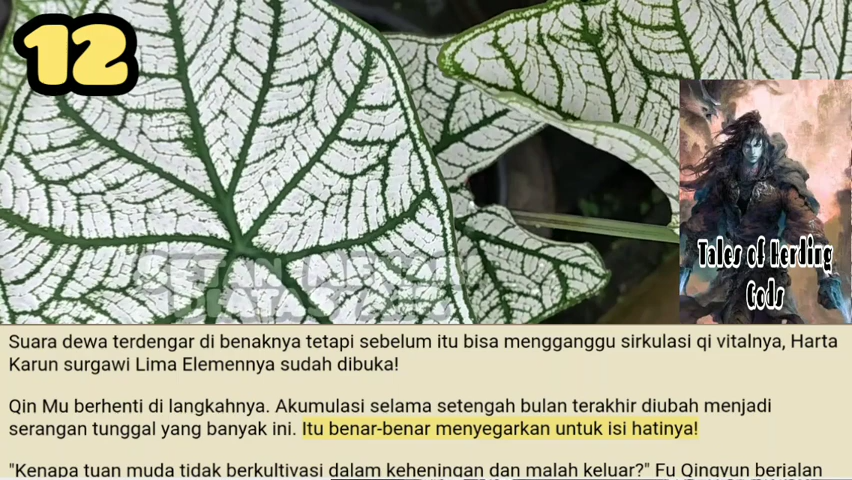 12
Tales of Herding
Gods
Suara dewa terdengar di benaknya tetapi sebelum itu bisa mengganggu sirkulasi qi vitalnya, Harta
Karun surgawi Lima Elemennya sudah dibuka!
Qin Mu berhenti di langkahnya. Akumulasi selama setengah bulan terakhir diubah menjadi
serangan tunggal yang banyak ini. Itu benar-benar menyegarkan untuk isi hatinya!
"Kenapa tuan muda tidak berkultivasi dalam keheningan dan malah keluar?" Fu Qingyun berjalan